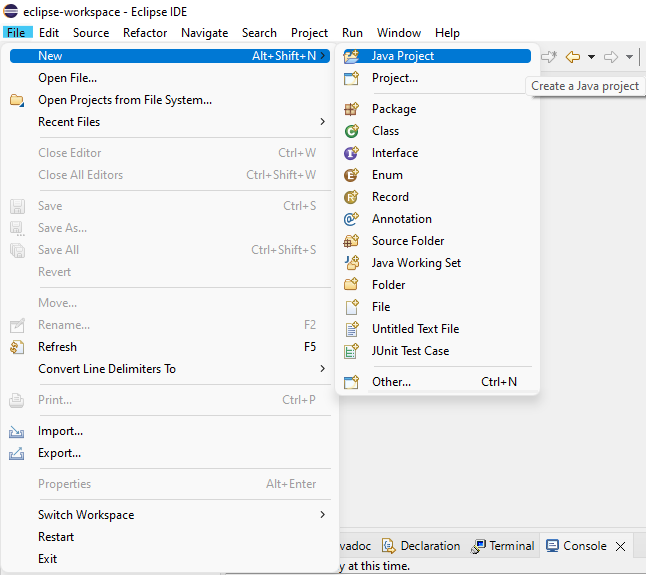 eclipse-workspace - Eclipse IDE
File Edit Source Refactor Navigate Search Project Run Window Help
New Alt+Shift+N
Open File...
Open Projects from File System...
Recent Files
Close Editor Ctrl+W
Close All Editors Ctrl+Shift+W
Save Ctrl+S
Save As...
Save All Ctrl+Shift+S
Revert
Move...
Rename... F2
Refresh F5
Convert Line Delimiters To
Print... Ctrl+P
Import...
Export...
Properties Alt+Enter
Switch Workspace
Restart
Exit
Java Project
Project...
Create a Java project
Package
Class
Interface
Enum
Record
Annotation
Source Folder
Java Working Set
Folder
File
Untitled Text File
JUnit Test Case
Other... Ctrl+N
vadoc Declaration Terminal Console
y at this time.